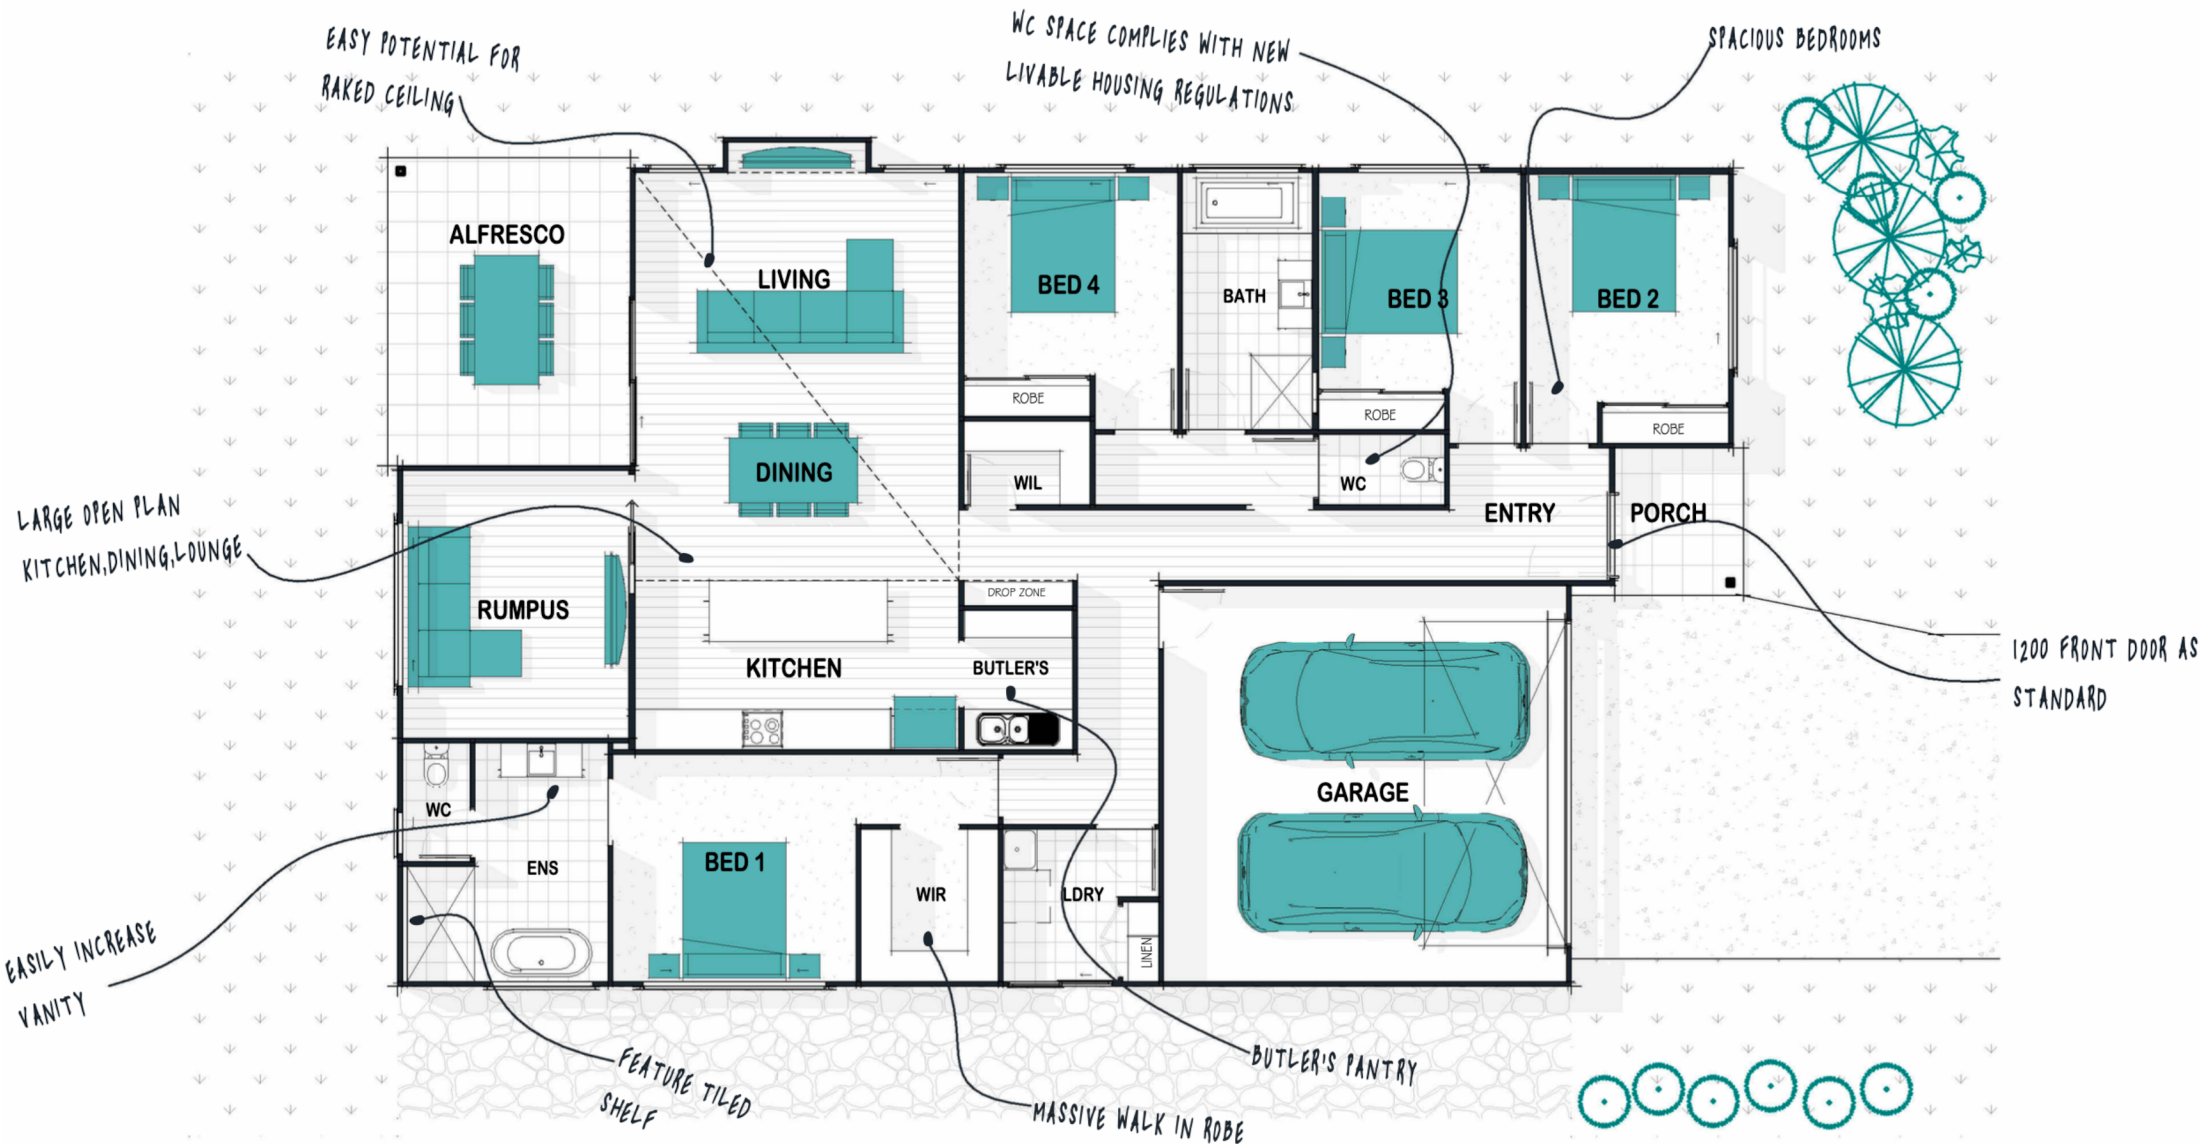 EASY POTENTIAL FOR
RAKED CEILING
WC SPACE COMPLIES WITH NEW
LIVABLE HOUSING REGULATIONS
SPACIOUS BEDROOMS
ALFRESCO
LIVING
BED 4
BATH
BED 3
BED 2
ROBE
ROBE
ROBE
DINING
WIL
WC
ENTRY
PORCH
LARGE OPEN PLAN
KITCHEN,DINING,LOUNGE
RUMPUS
DROP ZONE
KITCHEN
BUTLER'S
1200 FRONT DOOR AS
STANDARD
GARAGE
WC
ENS
BED 1
WIR
LDRY
LINEN
EASILY INCREASE
VANITY
FEATURE TILED
SHELF
BUTLER'S PANTRY
MASSIVE WALK IN ROBE